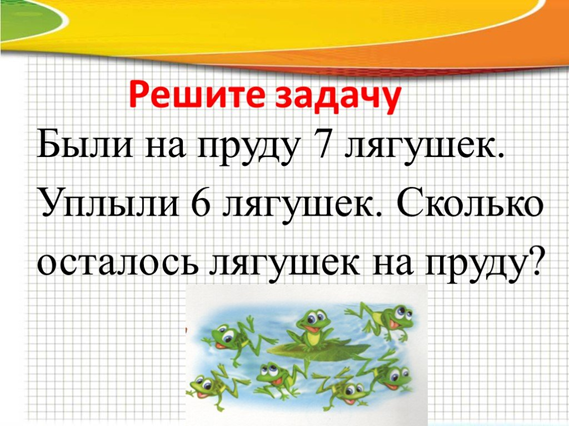 Решите задачу
Были на пруду 7 лягушек.
Уплыли 6 лягушек. Сколько
осталось лягушек на пруду?